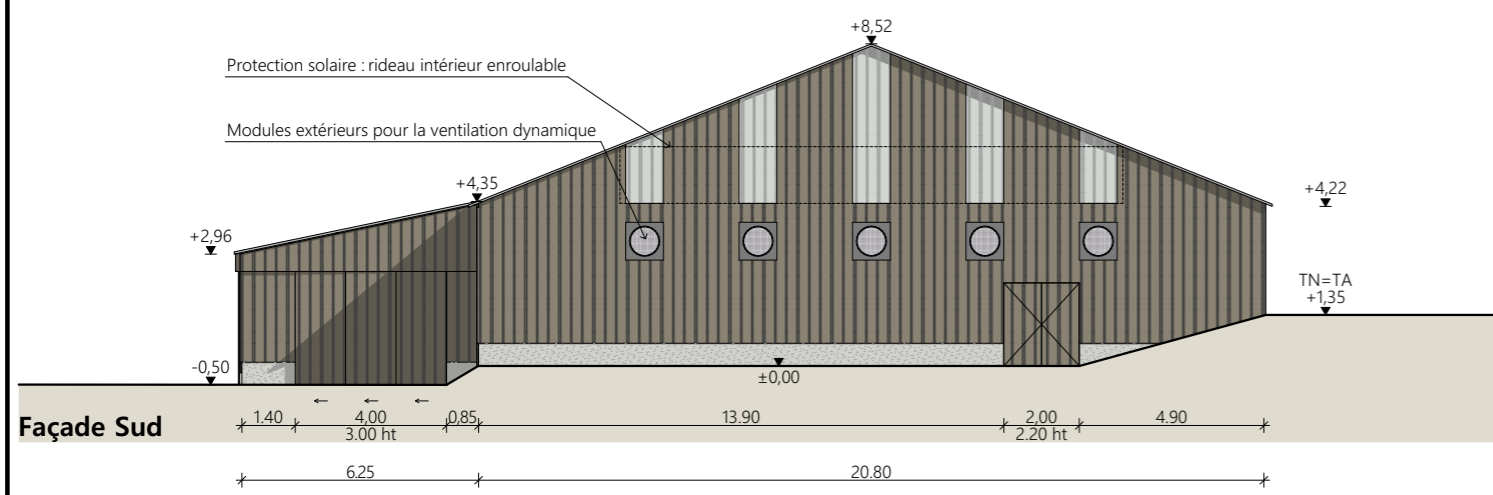 +8,52
Protection solaire : rideau intérieur enroulable
Modules extérieurs pour la ventilation dynamique
+4,35
+4,22
+2,96
TN=TA
+1,35
-0,50
±0,00
Façade Sud
1.40 4,00 0,85 13.90 2,00 4.90
3.00 ht 2.20 ht
6.25 20.80